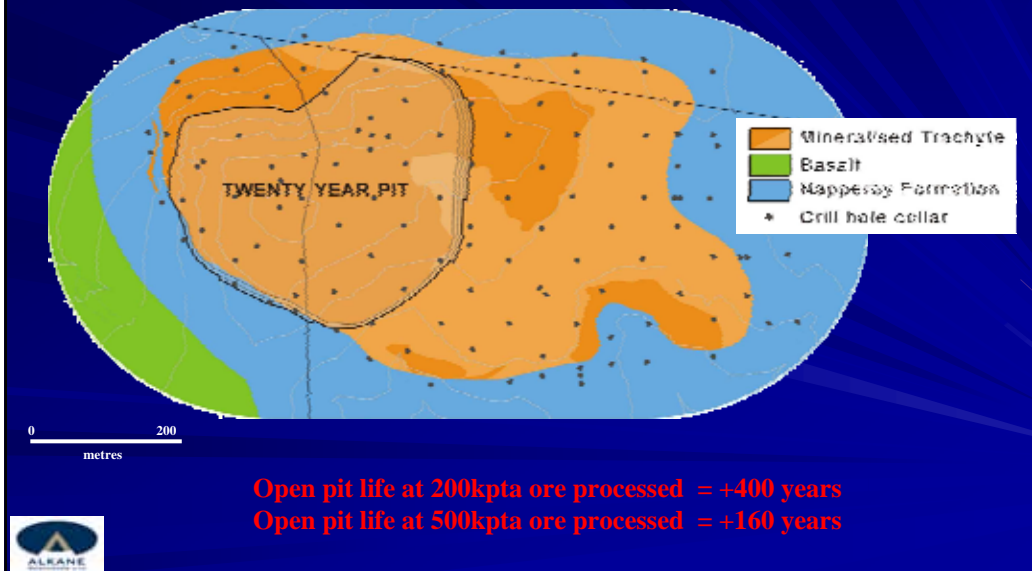 TWENTY YEAR PIT
Mineralised Trachyte
Basalt
Formation
Drill hole collar
0 200
metres
Open pit life at 200kpta ore processed = +400 years
Open pit life at 500kpta ore processed = +160 years
ALKANE